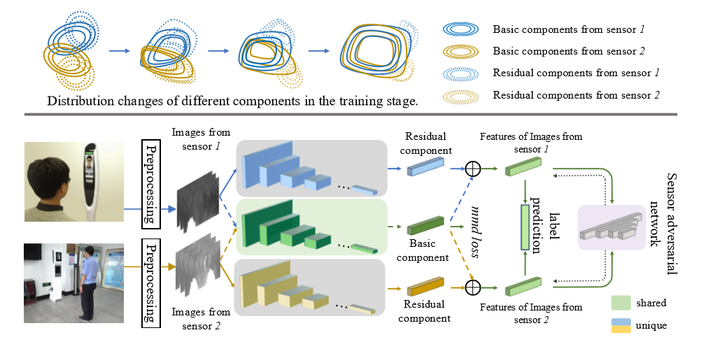 Basic components from sensor 1
Basic components from sensor 2
Residual components from sensor 1
Residual components from sensor 2
Distribution changes of different components in the training stage.
Images from
sensor 1
Preprocessing
Residual
component
Features of Images from
sensor 1
Basic
component
mmd loss
label
prediction
Sensor adversarial
network
Preprocessing
Images from
sensor 2
Residual
component
Features of Images from
sensor 2
shared
unique